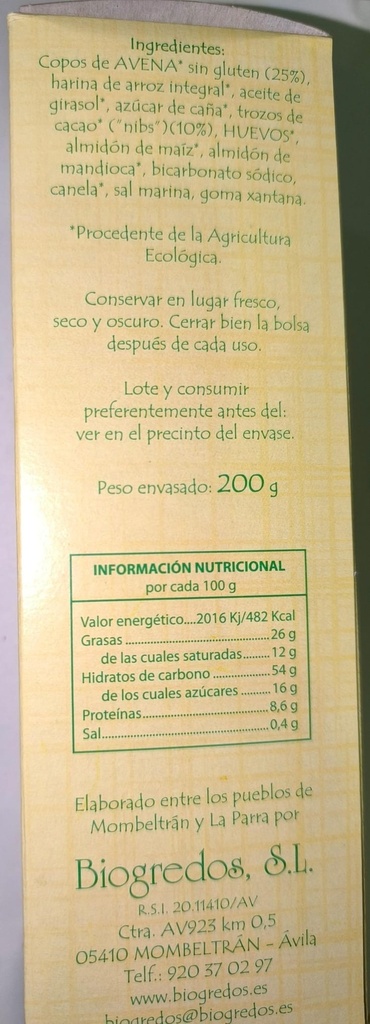 Ingredientes:
Copos de AVENA* sin gluten (25%),
harina de arroz integral*, aceite de
girasol*, azúcar de caña*, trozos de
cacao* ("nibs")(10%), HUEVOS*,
almidón de maíz*, almidón de
mandioca*, bicarbonato sódico,
canela*, sal marina, goma xantana.
*Procedente de la Agricultura
Ecológica.
Conservar en lugar fresco,
seco y oscuro. Cerrar bien la bolsa
después de cada uso.
Lote y consumir
preferentemente antes del:
ver en el precinto del envase.
Peso envasado: 200 g
INFORMACIÓN NUTRICIONAL
por cada 100 g
Valor energético....2016 Kj/482 Kcal
Grasas ............................................26 g
de las cuales saturadas.........12 g
Hidratos de carbono ..................54 g
de los cuales azúcares ..........16 g
Proteínas.......................................8,6 g
Sal...................................................0,4 g
Elaborado entre los pueblos de
Mombeltrán y La Parra por
Biogredos, S.L.
R.S.I. 20.11410/AV
Ctra. AV923 km 0,5
05410 MOMBELTRÁN - Ávila
Telf.: 920 37 02 97
www.biogredos.es
biogredos@biogredos.es